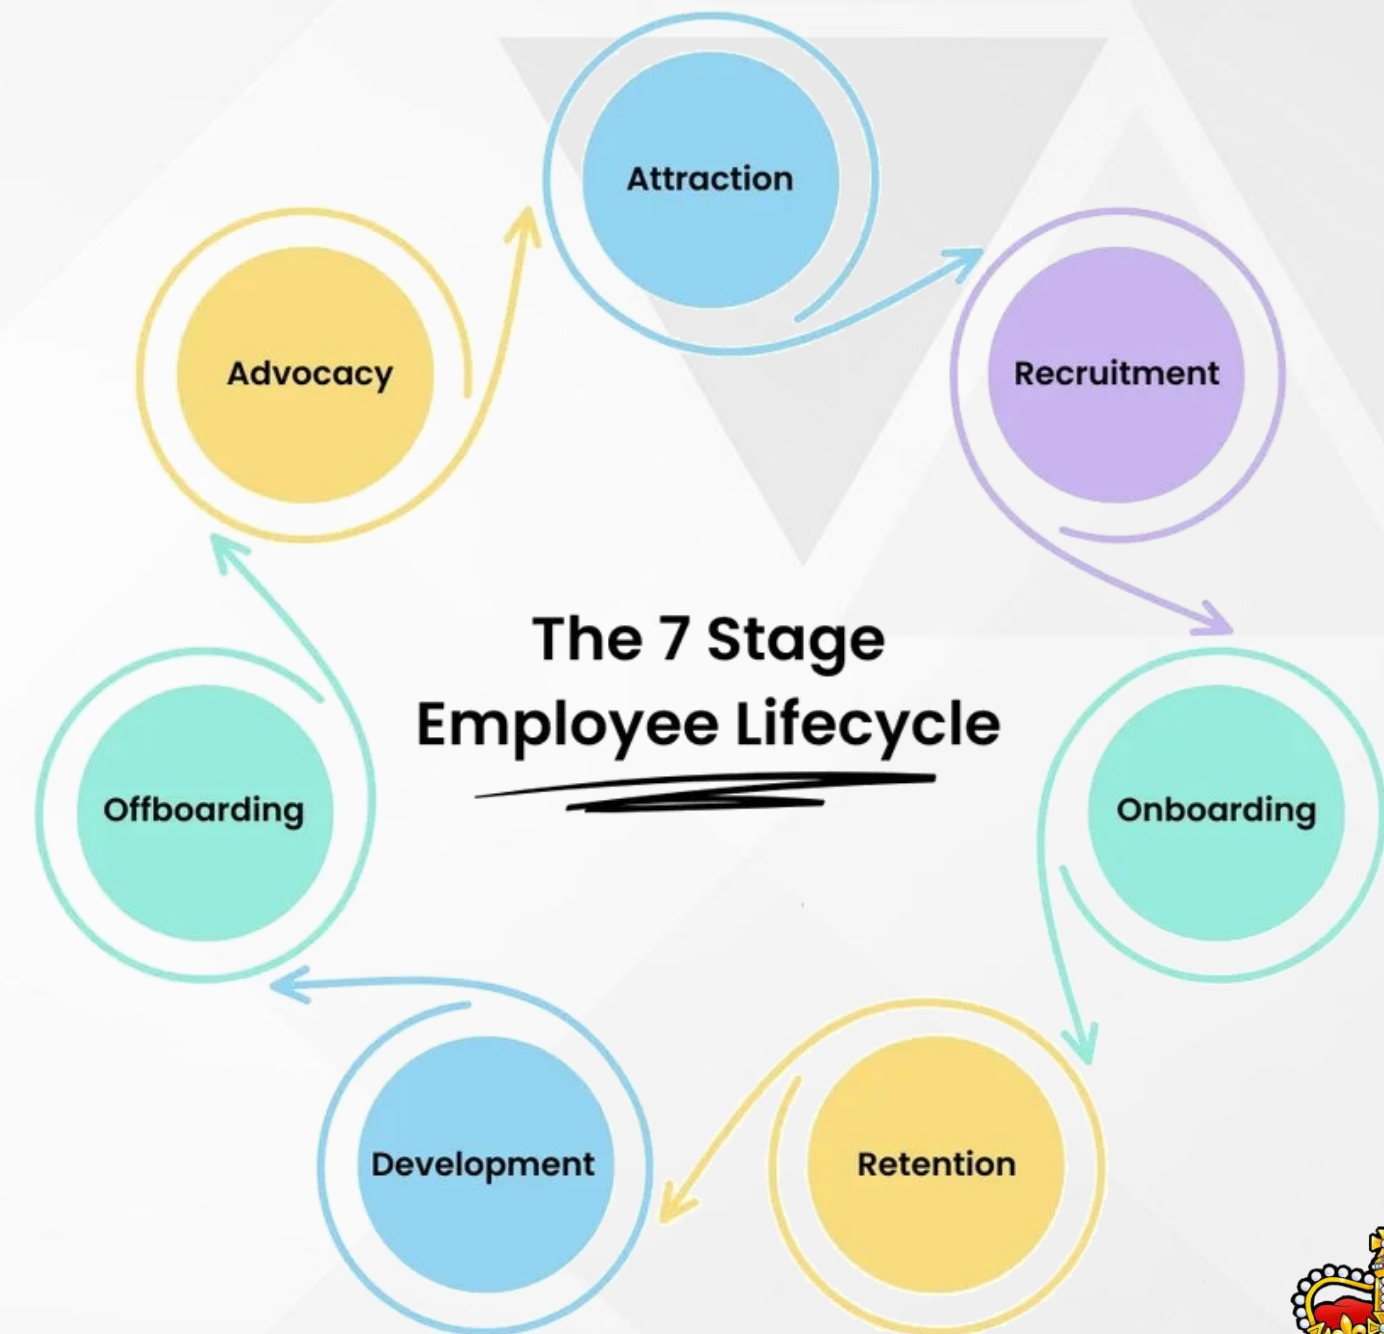 Attraction
Recruitment
Onboarding
Retention
Development
Offboarding
Advocacy
The 7 Stage
Employee Lifecycle